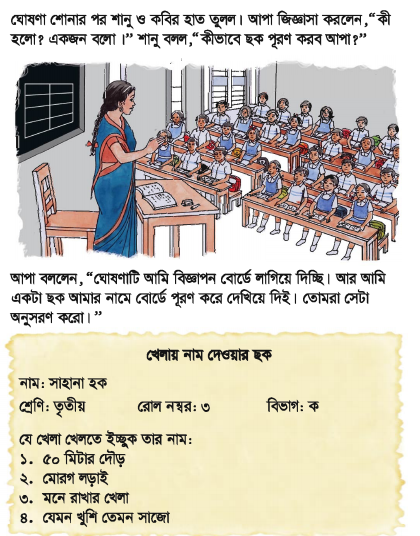 ঘোষণা শোনার পর শানু ও কবির হাত তুলল। আপা জিজ্ঞাসা করলেন,“কী
হলো? একজন বলো।” শানু বলল,“কীভাবে ছক পূরণ করব আপা?”
আপা বললেন, “ঘোষণাটি আমি বিজ্ঞাপন বোর্ডে লাগিয়ে দিচ্ছি। আর আমি
একটা ছক আমার নামে বোর্ডে পূরণ করে দেখিয়ে দিই। তোমরা সেটা
অনুসরণ করো।”
খেলায় নাম দেওয়ার ছক
নাম: সাহানা হক
শ্রেণি: তৃতীয় রোল নম্বর: ৩ বিভাগ: ক
যে খেলা খেলতে ইচ্ছুক তার নাম:
১. ৫০ মিটার দৌড়
২. মোরগ লড়াই
৩. মনে রাখার খেলা
৪. যেমন খুশি তেমন সাজো